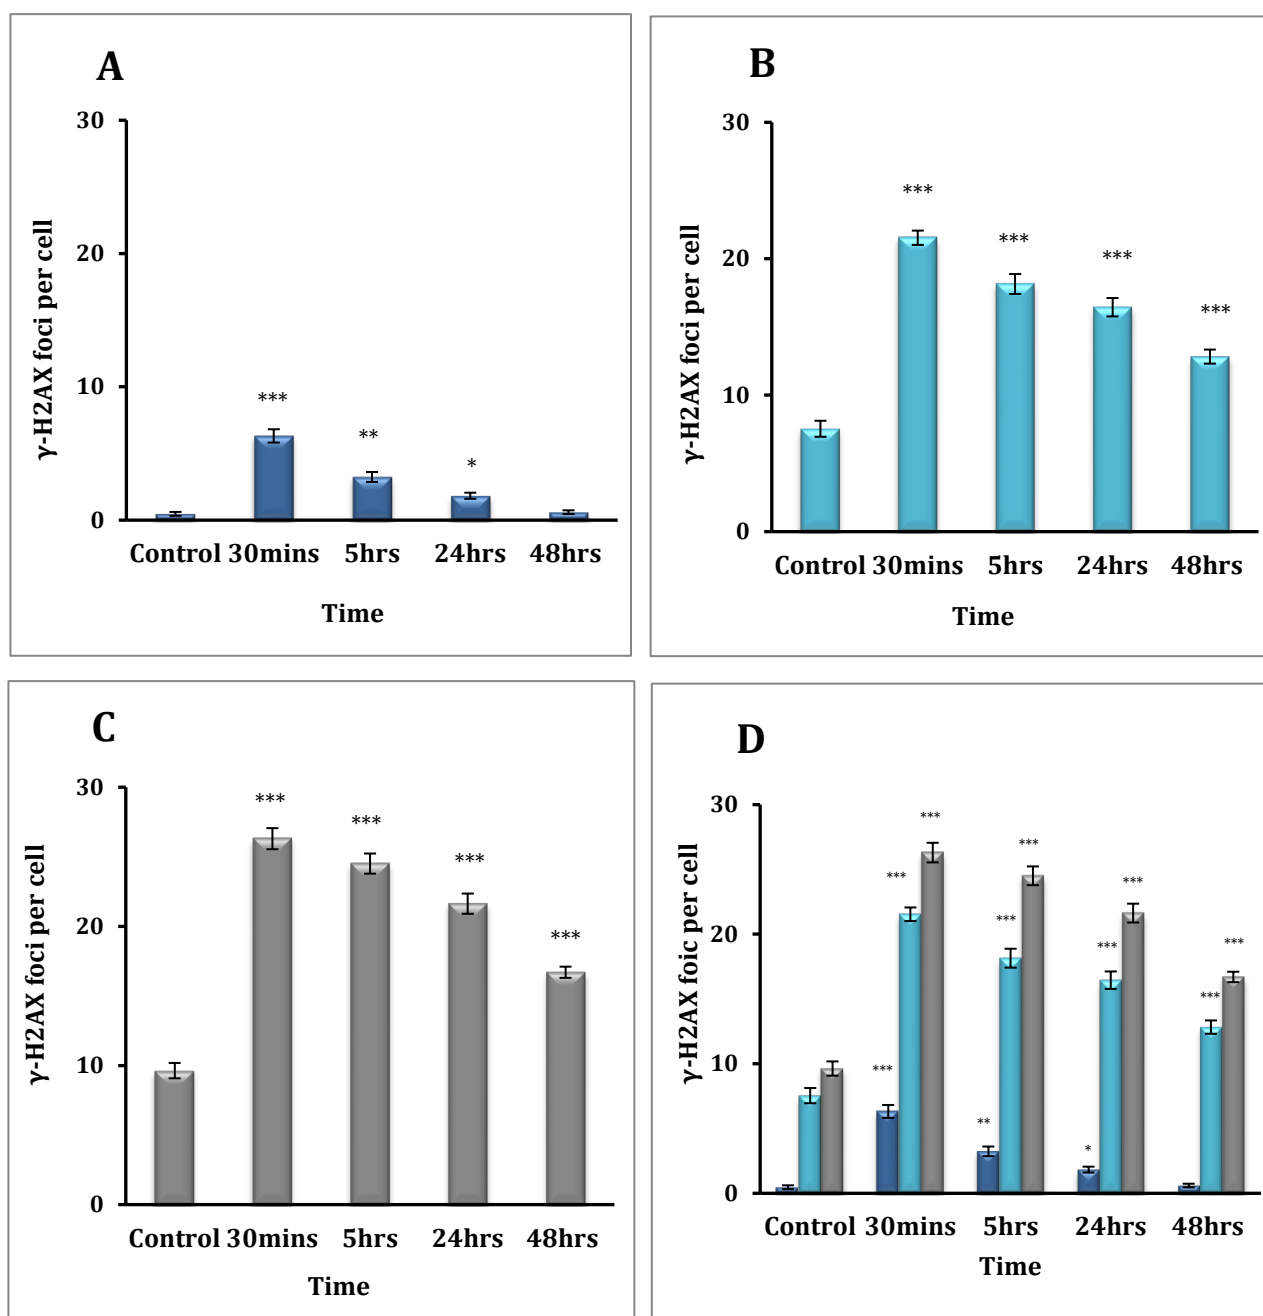 A
γ-H2AX foci per cell
30
20
10
0
***
**
*
Control 30mins 5hrs 24hrs 48hrs
Time
B
γ-H2AX foci per cell
30
20
10
0
***
***
***
***
Control 30mins 5hrs 24hrs 48hrs
Time
C
γ-H2AX foci per cell
30
20
10
0
***
***
***
***
Control 30mins 5hrs 24hrs 48hrs
Time
D
γ-H2AX foic per cell
30
20
10
0
***
***
***
**
***
***
*
***
***
***
***
Control 30mins 5hrs 24hrs 48hrs
Time